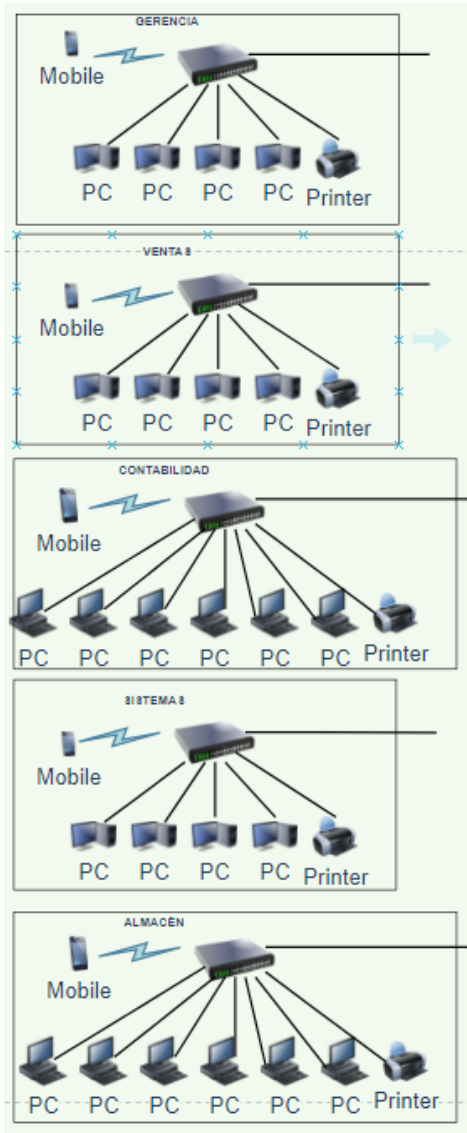 GERENCIA
Mobile
PC PC PC PC Printer
VENTAS
Mobile
PC PC PC PC Printer
CONTABILIDAD
Mobile
PC PC PC PC PC PC Printer
SISTEMAS
Mobile
PC PC PC PC Printer
ALMACÉN
Mobile
PC PC PC PC PC PC Printer